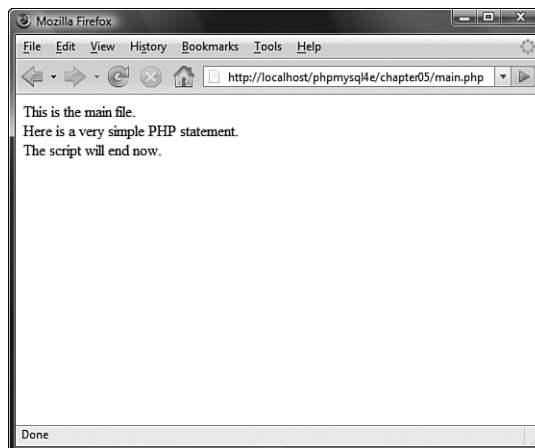 Mozilla Firefox
File Edit View History Bookmarks Tools Help
http://localhost/phpmysql4e/chapter05/main.php
This is the main file.
Here is a very simple PHP statement.
The script will end now.
Done